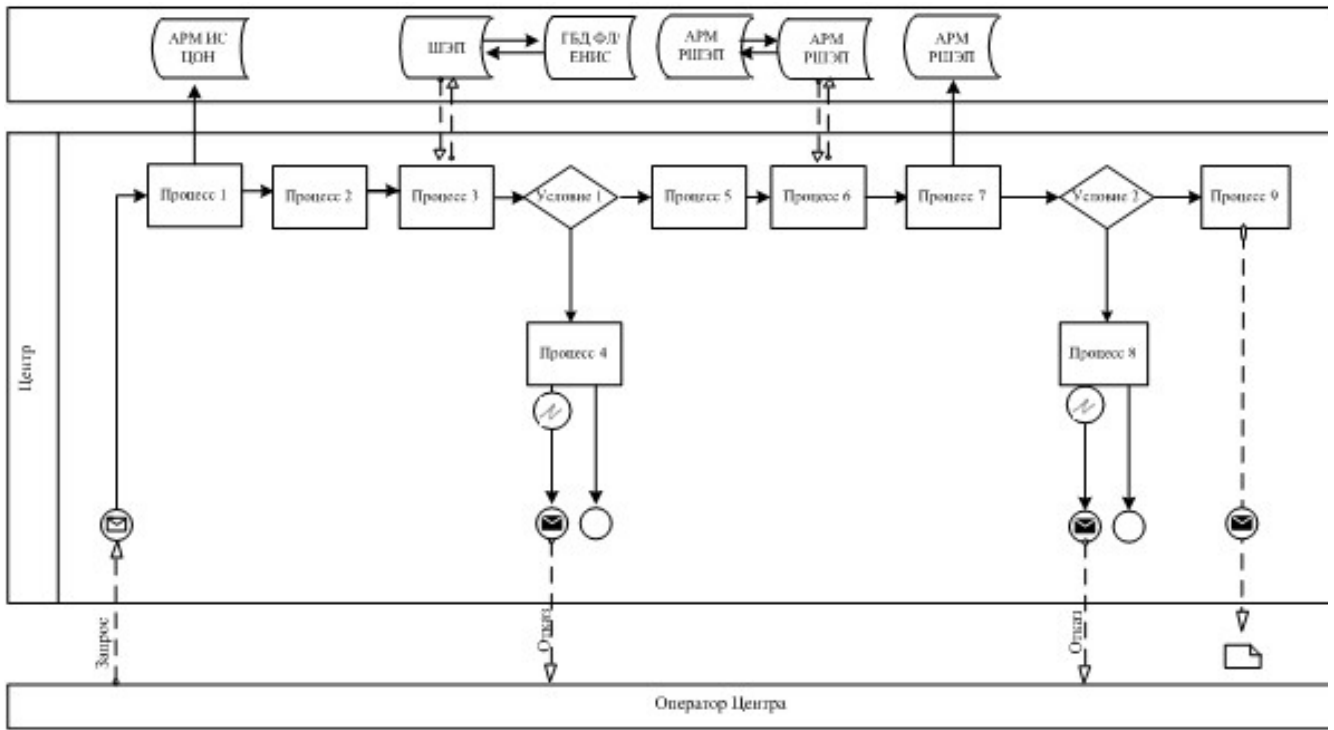 АРМ ИС
ЦОН
ШЭП
ГБД ФЛ/
ЕНИС
АРМ
РШЭП
АРМ
РШЭП
АРМ
РШЭП
Процесс 1
Процесс 2
Процесс 3
Условие 1
Процесс 5
Процесс 6
Процесс 7
Условие 2
Процесс 9
Центр
Процесс 4
Процесс 8
Запрос
Отказ
Отказ
Оператор Центра